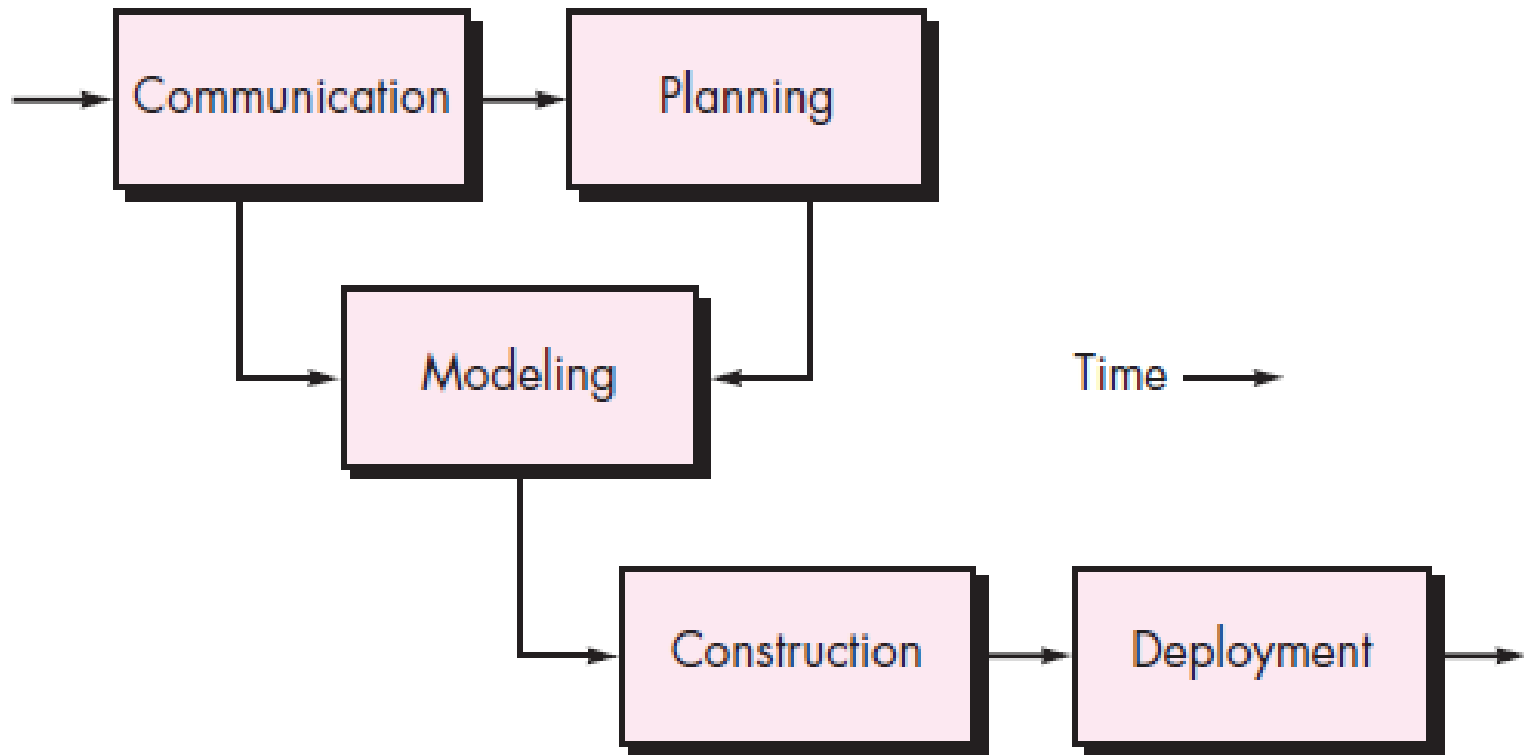 Communication
Planning
Modeling
Time
Construction
Deployment